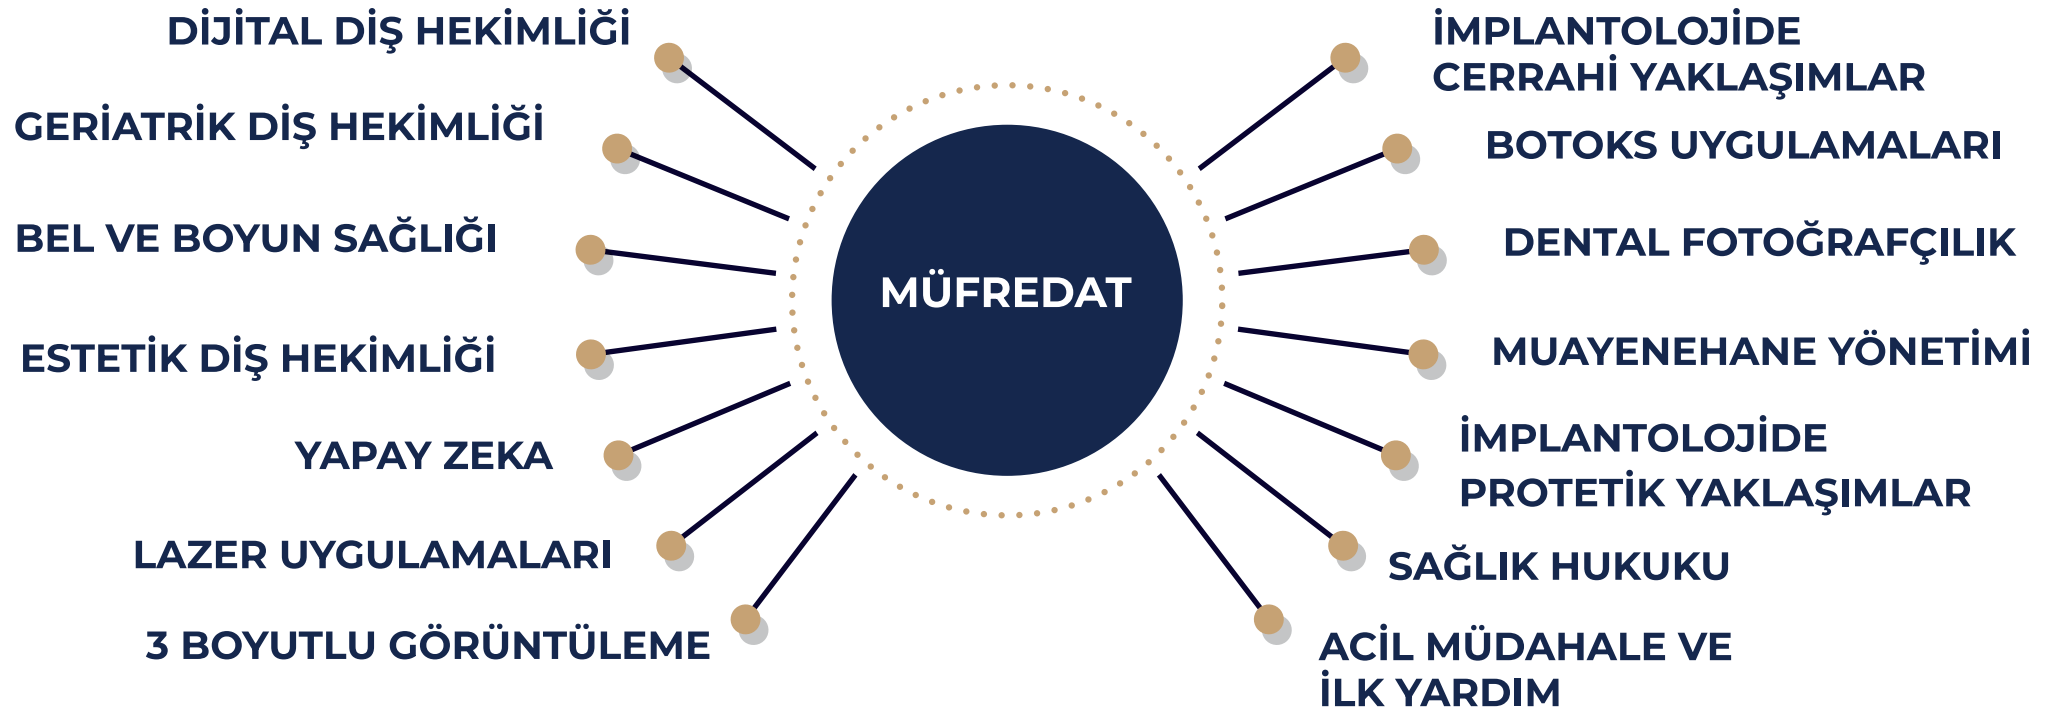 DİJİTAL DİŞ HEKİMLİĞİ
GERİATRİK DİŞ HEKİMLİĞİ
BEL VE BOYUN SAĞLIĞI
ESTETİK DİŞ HEKİMLİĞİ
YAPAY ZEKA
LAZER UYGULAMALARI
3 BOYUTLU GÖRÜNTÜLEME
MÜFREDAT
İMPLANTOLOJİDE
CERRAHİ YAKLAŞIMLAR
BOTOKS UYGULAMALARI
DENTAL FOTOĞRAFÇILIK
MUAYENEHANE YÖNETİMİ
İMPLANTOLOJİDE
PROTETİK YAKLAŞIMLAR
SAĞLIK HUKUKU
ACİL MÜDAHALE VE
İLK YARDIM